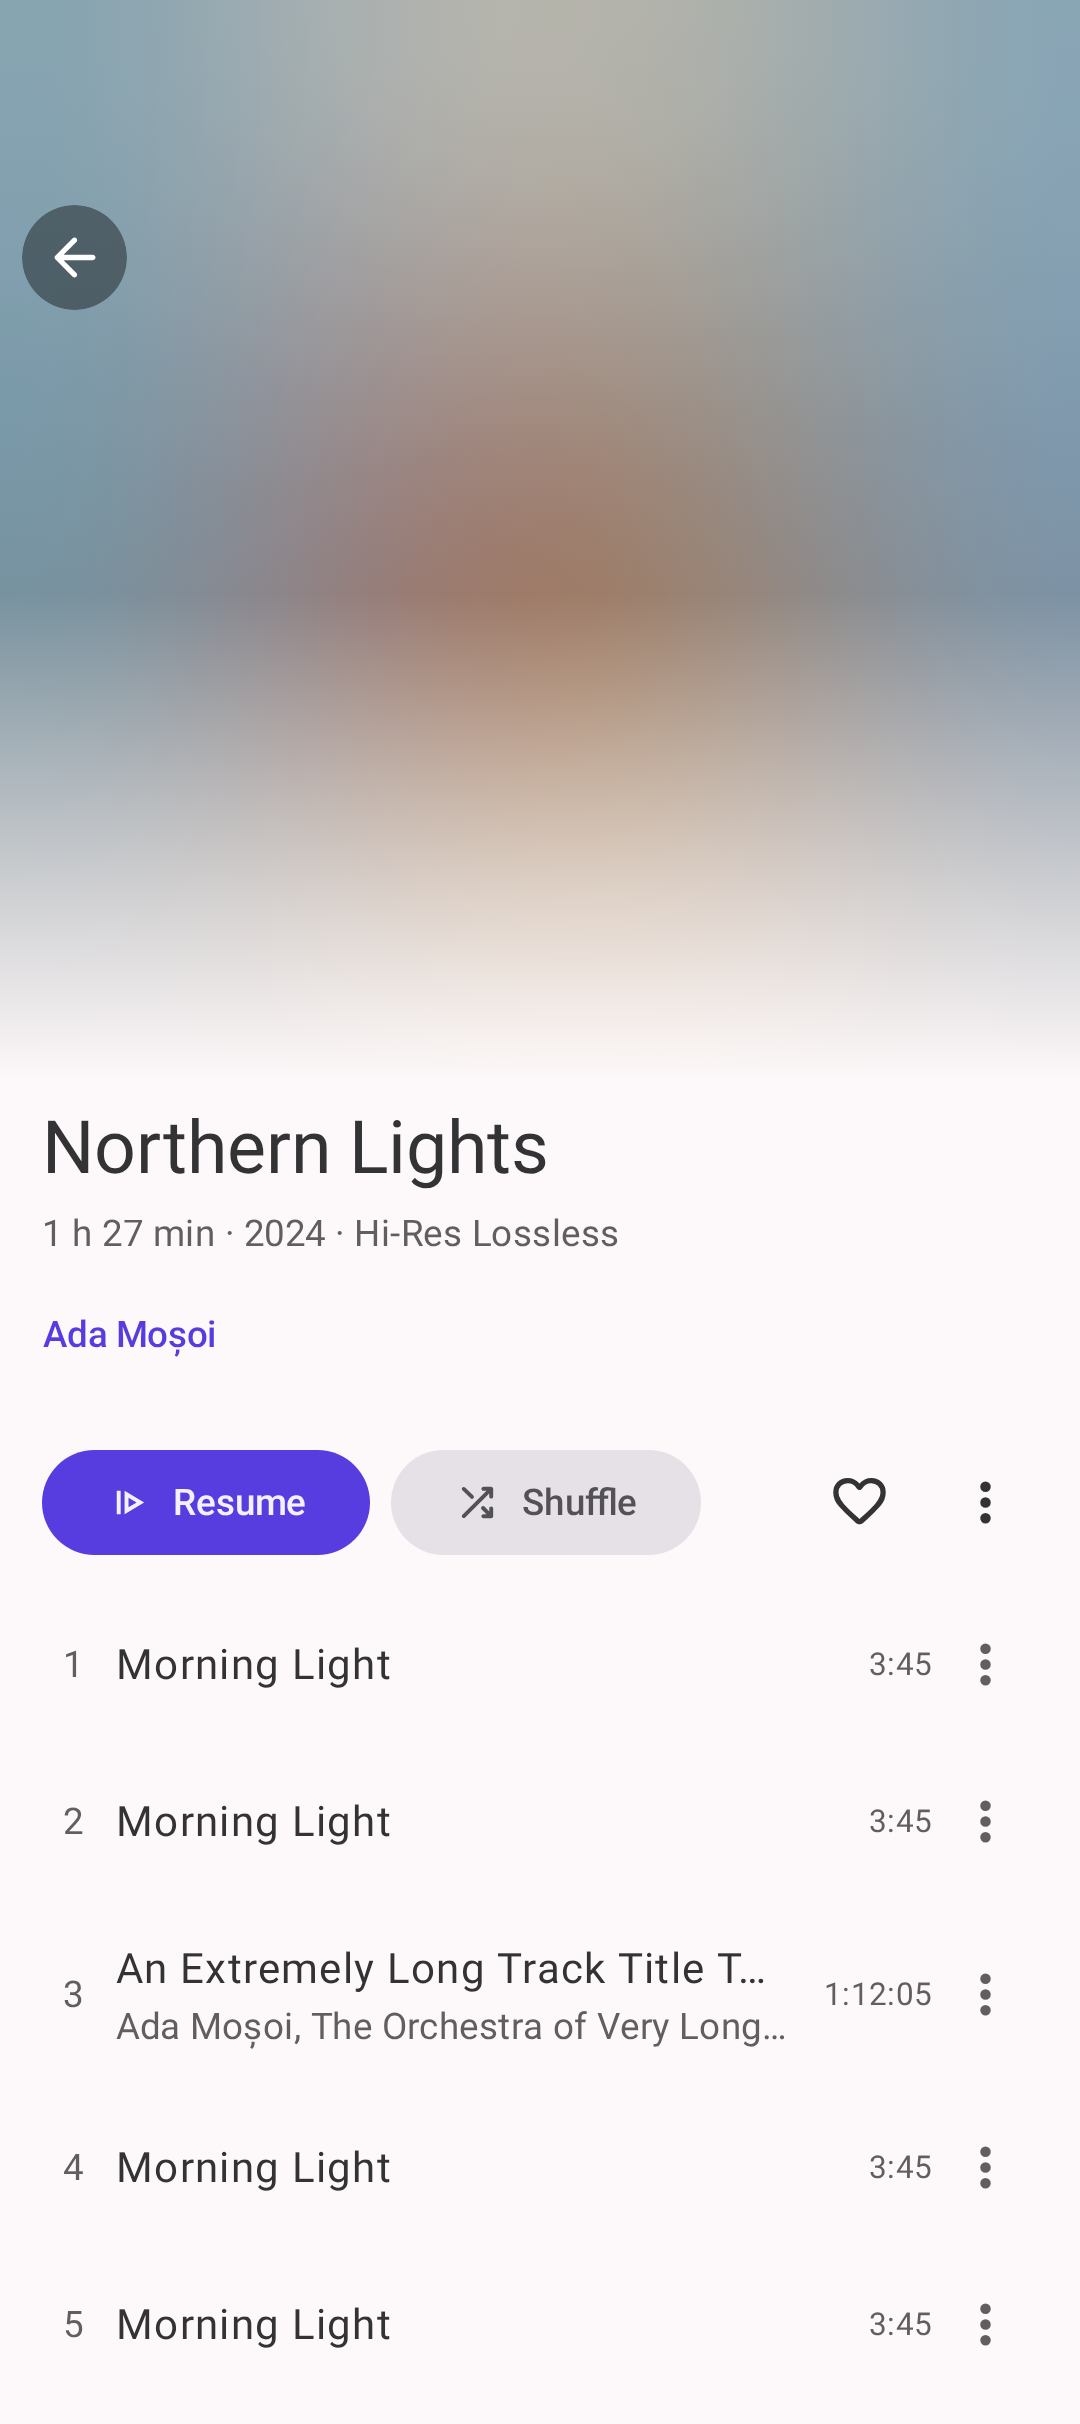 Northern Lights
1 h 27 min · 2024 · Hi-Res Lossless
Ada Moșoi
Resume
Shuffle
1 Morning Light 3:45
2 Morning Light 3:45
3 An Extremely Long Track Title T… 1:12:05
Ada Moșoi, The Orchestra of Very Long…
4 Morning Light 3:45
5 Morning Light 3:45